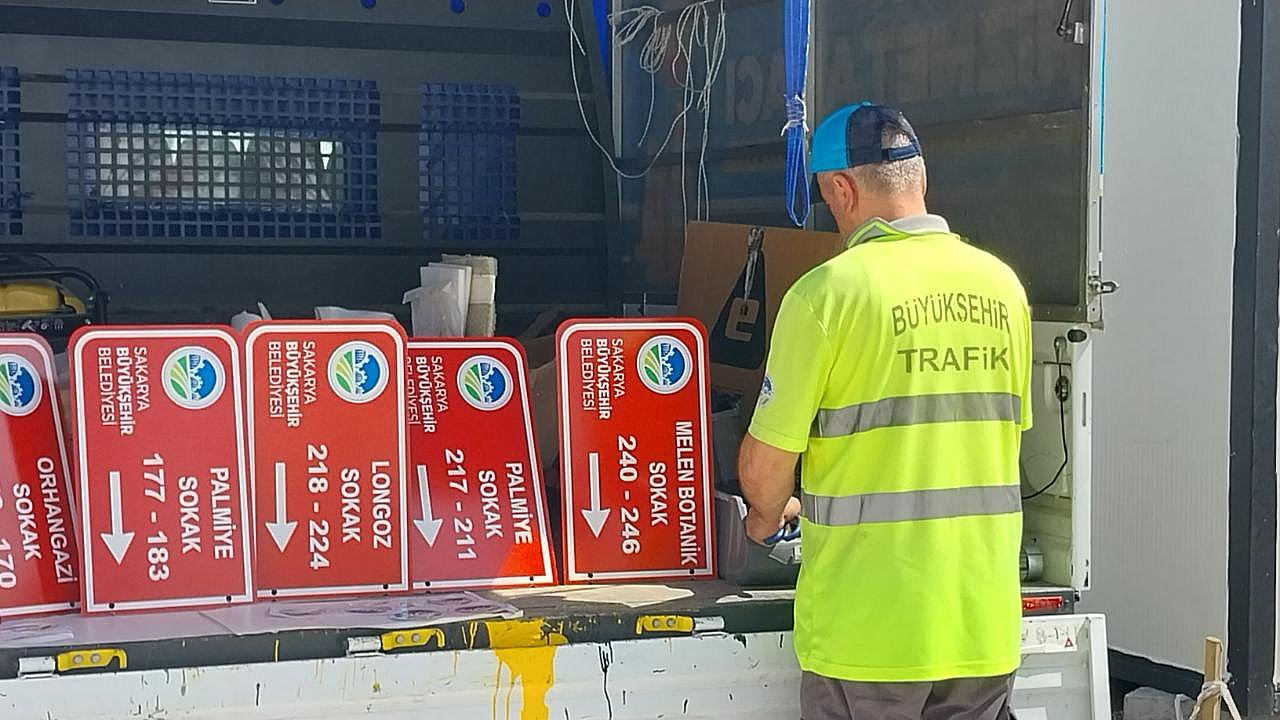 ORHANGAZİ
SOKAK
170
SAKARYA
BÜYÜKŞEHİR
BELEDİYESİ
PALMİYE
SOKAK
177 - 183
SAKARYA
BÜYÜKŞEHİR
BELEDİYESİ
LONGOZ
SOKAK
218 - 224
SAKARYA
BÜYÜKŞEHİR
BELEDİYESİ
PALMİYE
SOKAK
217 - 211
SAKARYA
BÜYÜKŞEHİR
BELEDİYESİ
MELEN BOTANİK
SOKAK
240 - 246
e
BÜYÜKŞEHİR
TRAFİK